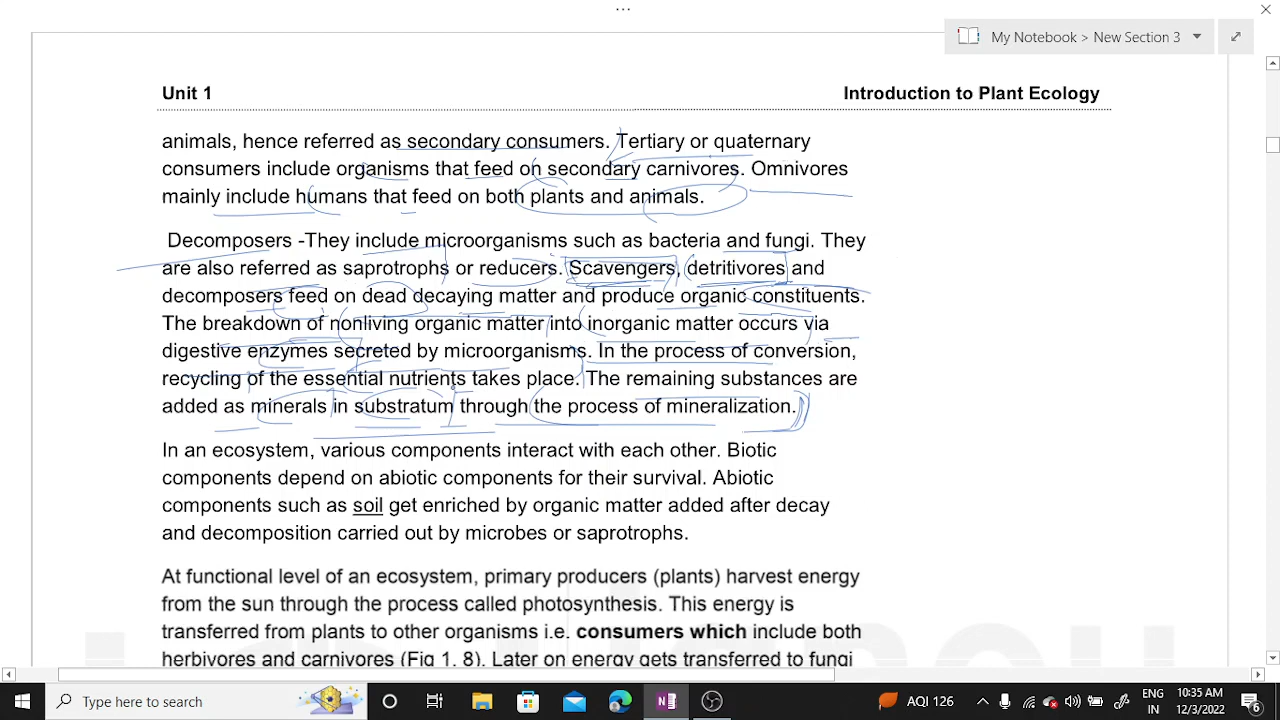 ...
My Notebook > New Section 3
Unit 1 Introduction to Plant Ecology
animals, hence referred as secondary consumers. Tertiary or quaternary
consumers include organisms that feed on secondary carnivores. Omnivores
mainly include humans that feed on both plants and animals.
Decomposers -They include microorganisms such as bacteria and fungi. They
are also referred as saprotrophs or reducers. Scavengers, detritivores and
decomposers feed on dead decaying matter and produce organic constituents.
The breakdown of nonliving organic matter into inorganic matter occurs via
digestive enzymes secreted by microorganisms. In the process of conversion,
recycling of the essential nutrients takes place. The remaining substances are
added as minerals in substratum through the process of mineralization.
In an ecosystem, various components interact with each other. Biotic
components depend on abiotic components for their survival. Abiotic
components such as soil get enriched by organic matter added after decay
and decomposition carried out by microbes or saprotrophs.
At functional level of an ecosystem, primary producers (plants) harvest energy
from the sun through the process called photosynthesis. This energy is
transferred from plants to other organisms i.e. consumers which include both
herbivores and carnivores (Fig 1. 8). Later on energy gets transferred to fungi
Type here to search
AQI 126
ENG
IN
10:35 AM
12/3/2022
6